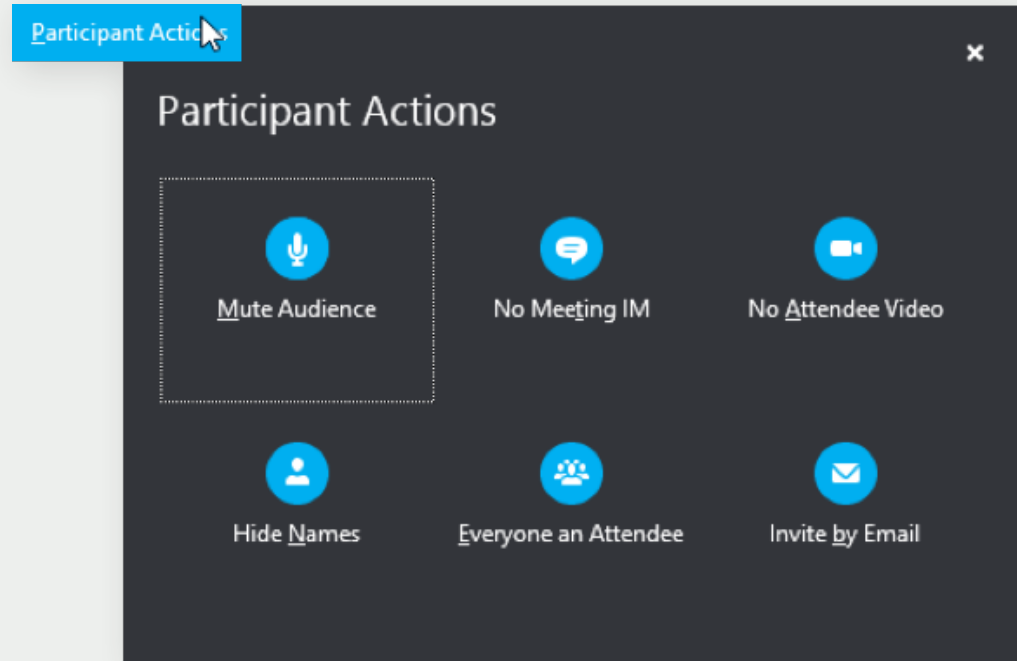 Participant Actions
Participant Actions
Mute Audience
No Meeting IM
No Attendee Video
Hide Names
Everyone an Attendee
Invite by Email